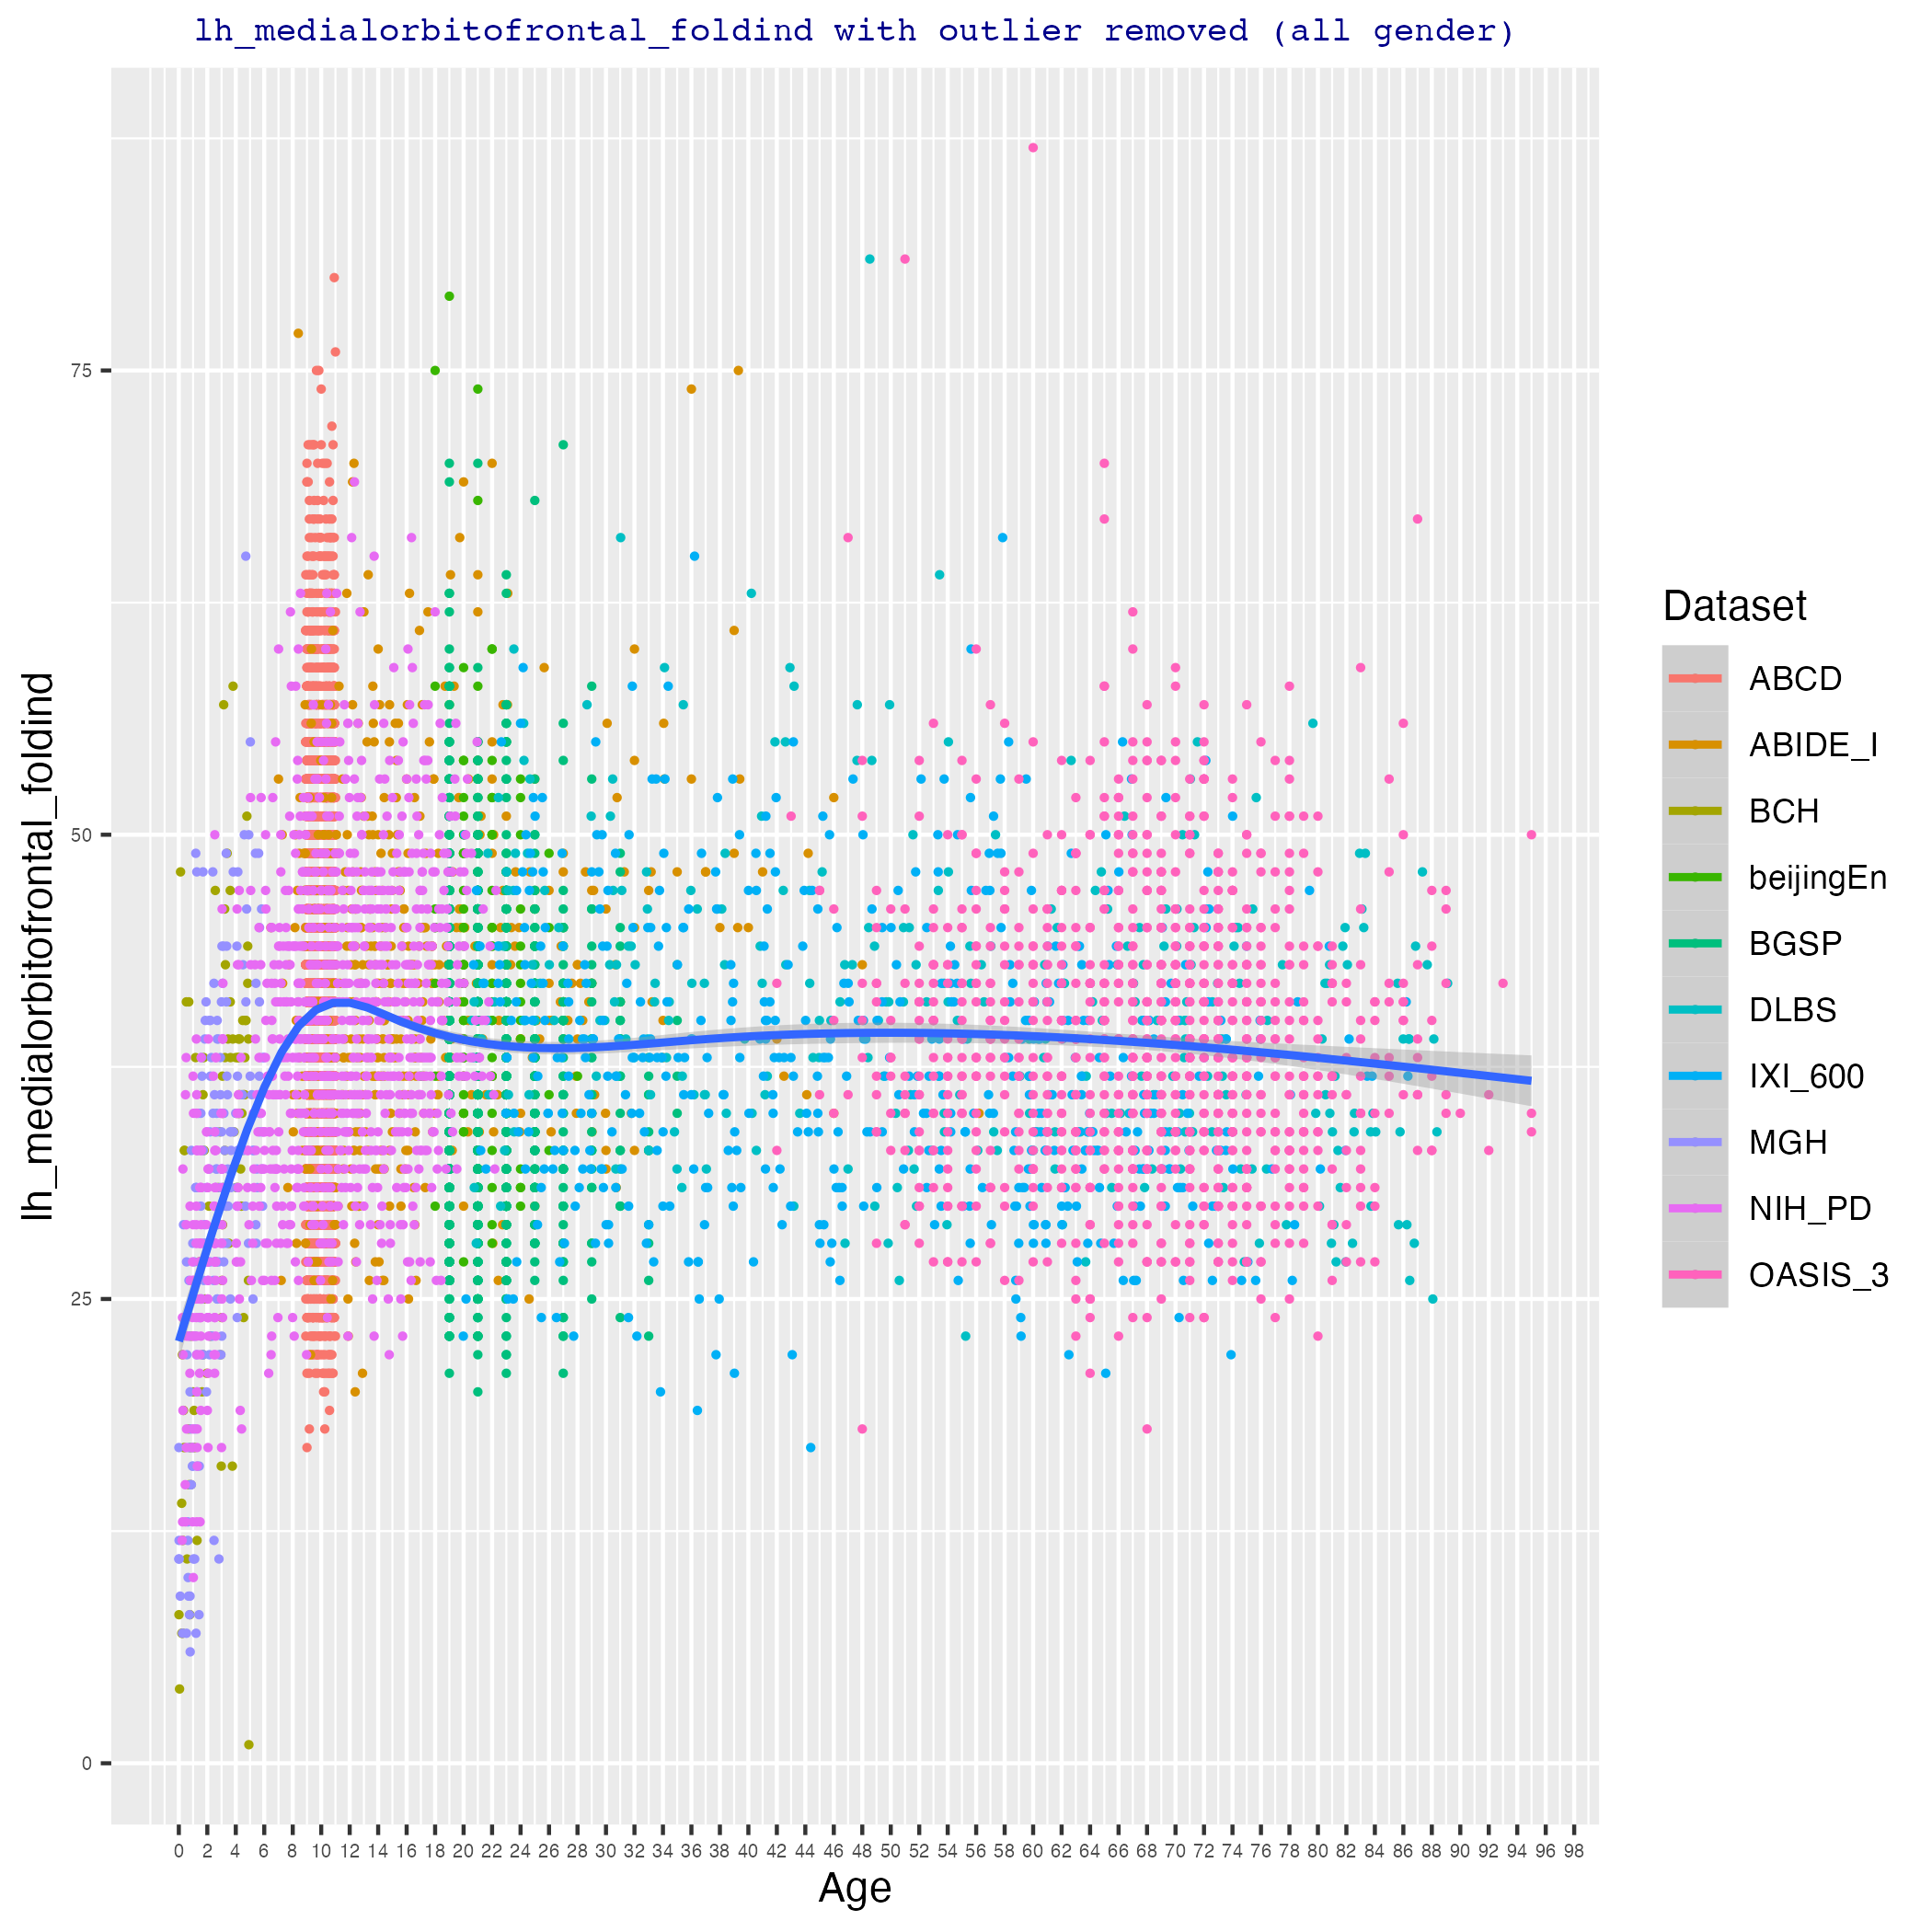 lh_medialorbitofrontal_foldind with outlier removed (all gender)
lh_medialorbitofrontal_foldind
75
50
25
0
0 2 4 6 8 10 12 14 16 18 20 22 24 26 28 30 32 34 36 38 40 42 44 46 48 50 52 54 56 58 60 62 64 66 68 70 72 74 76 78 80 82 84 86 88 90 92 94 96 98
Age
Dataset
ABCD
ABIDE_I
BCH
beijingEn
BGSP
DLBS
IXI_600
MGH
NIH_PD
OASIS_3